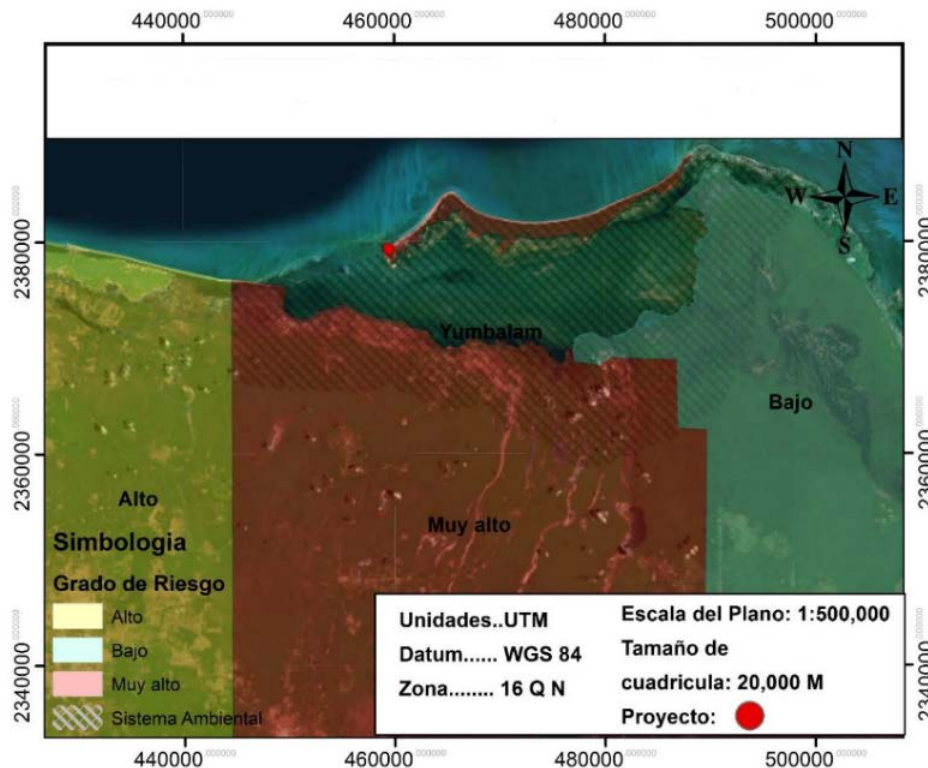 440000 460000 480000 500000
2380000 2380000
2360000 2360000
2340000 2340000
N
W E
S
Yumbalam
Bajo
Alto
Muy alto
Simbologia
Grado de Riesgo
Alto
Bajo
Muy alto
Sistema Ambiental
Unidades..UTM
Datum...... WGS 84
Zona........ 16 Q N
Escala del Plano: 1:500,000
Tamaño de
cuadricula: 20,000 M
Proyecto:
440000 460000 480000 500000